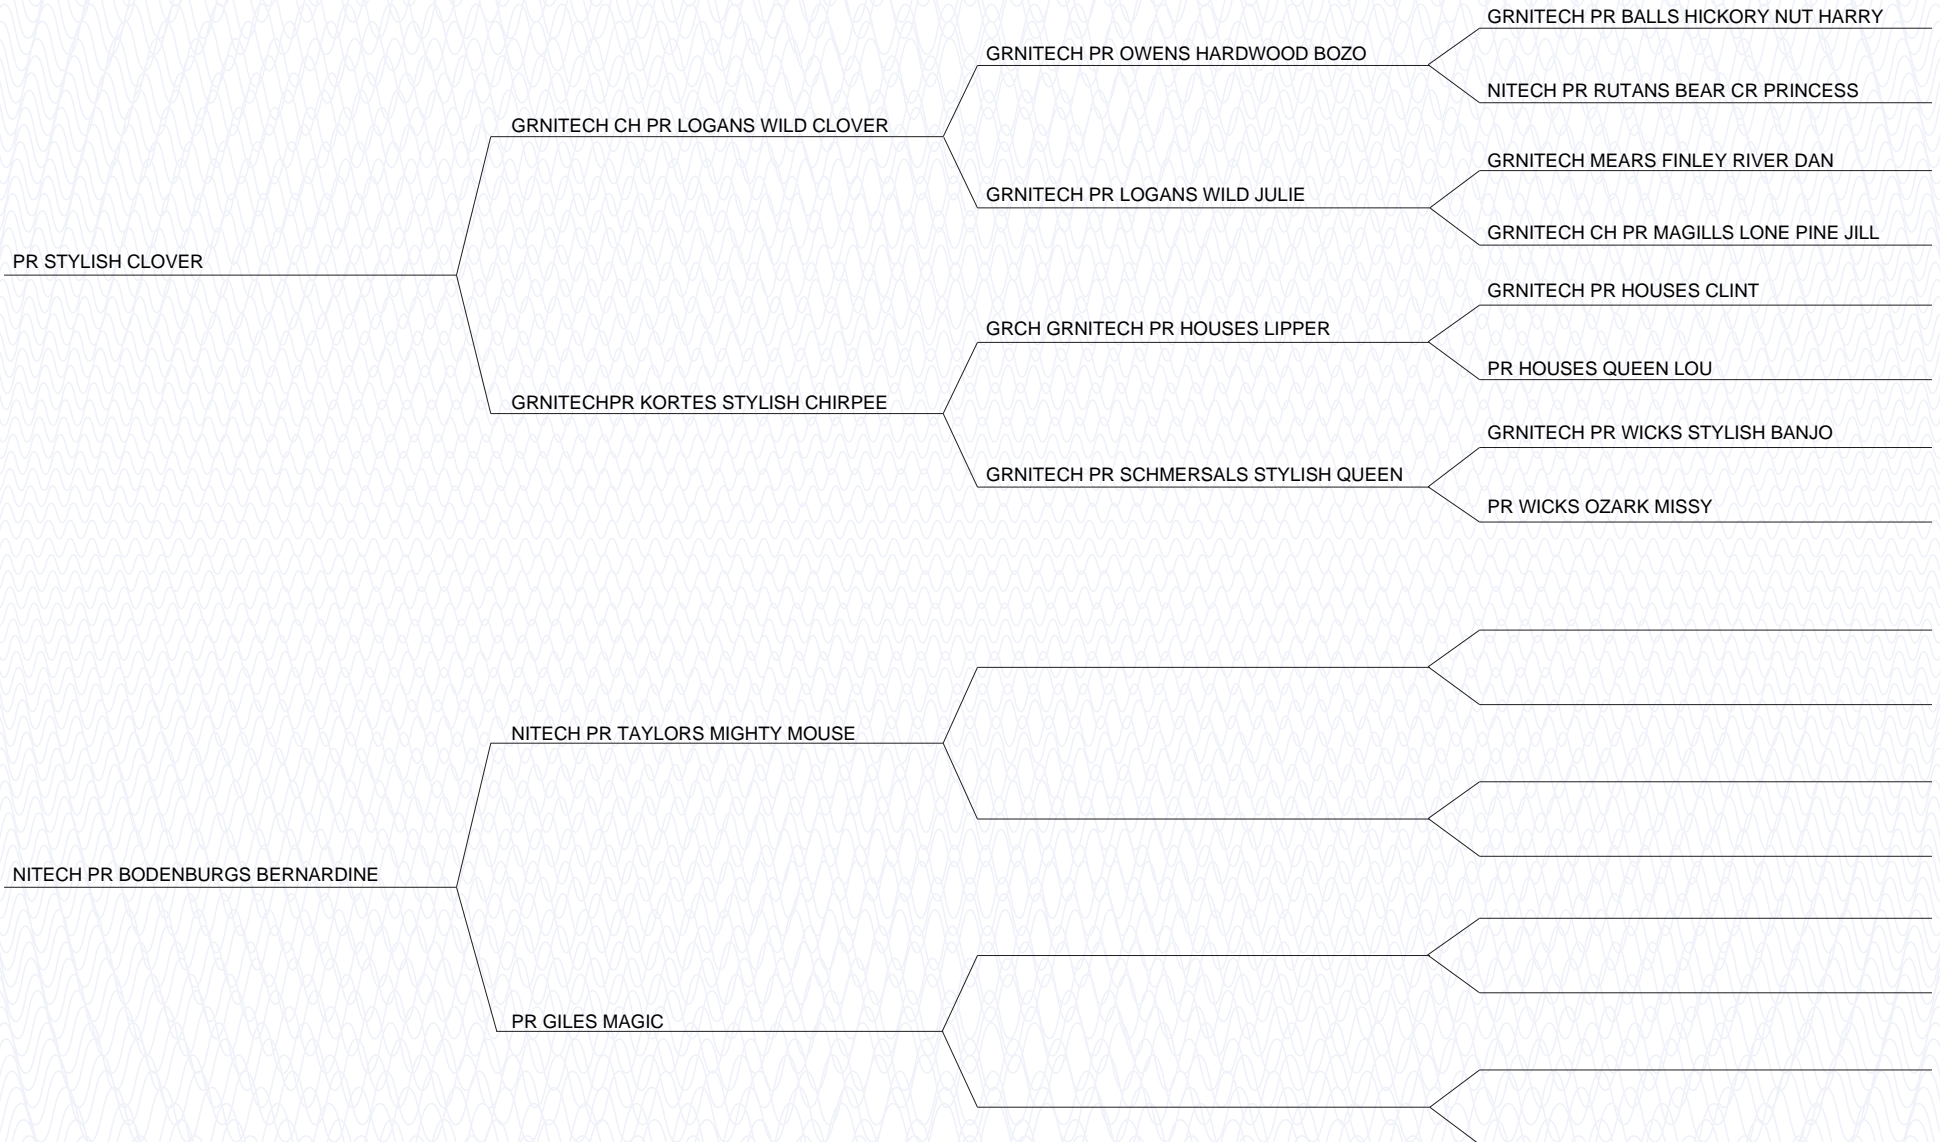 GRNITECH PR BALLS HICKORY NUT HARRY
GRNITECH PR OWENS HARDWOOD BOZO
NITECH PR RUTANS BEAR CR PRINCESS
GRNITECH CH PR LOGANS WILD CLOVER
GRNITECH MEARS FINLEY RIVER DAN
GRNITECH PR LOGANS WILD JULIE
GRNITECH CH PR MAGILLS LONE PINE JILL
PR STYLISH CLOVER
GRNITECH PR HOUSES CLINT
GRCH GRNITECH PR HOUSES LIPPER
PR HOUSES QUEEN LOU
GRNITECHPR KORTES STYLISH CHIRPEE
GRNITECH PR WICKS STYLISH BANJO
GRNITECH PR SCHMERSALS STYLISH QUEEN
PR WICKS OZARK MISSY
NITECH PR TAYLORS MIGHTY MOUSE
NITECH PR BODENBURGS BERNARDINE
PR GILES MAGIC